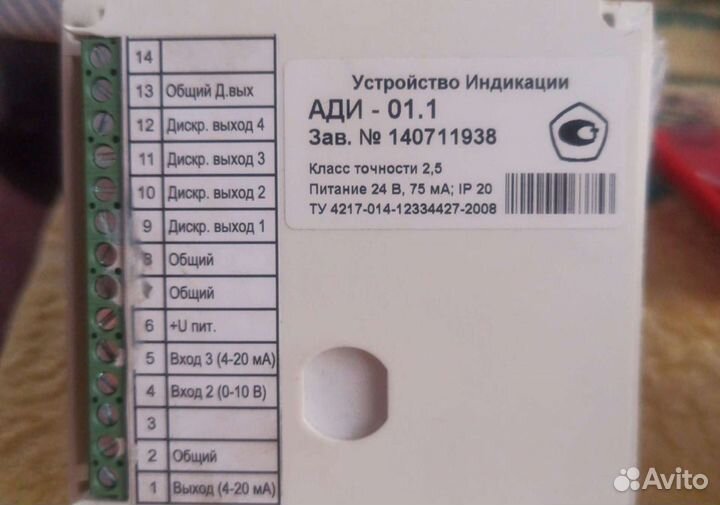 14
13 Общий Д.вых
12 Дискр. выход 4
11 Дискр. выход 3
10 Дискр. выход 2
9 Дискр. выход 1
8 Общий
7 Общий
6 +U пит.
5 Вход 3 (4-20 мА)
4 Вход 2 (0-10 В)
3
2 Общий
1 Выход (4-20 мА)
Устройство Индикации
АДИ - 01.1
Зав. № 140711938
Класс точности 2,5
Питание 24 В, 75 мА; IP 20
ТУ 4217-014-12334427-2008
Avito